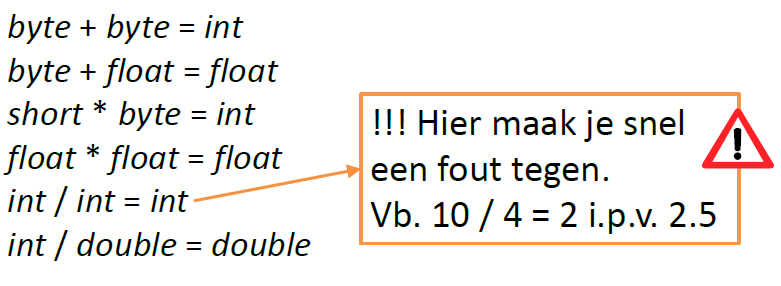 byte + byte = int
byte + float = float
short * byte = int
float * float = float
int / int = int
int / double = double
!!! Hier maak je snel
een fout tegen.
Vb. 10 / 4 = 2 i.p.v. 2.5
!